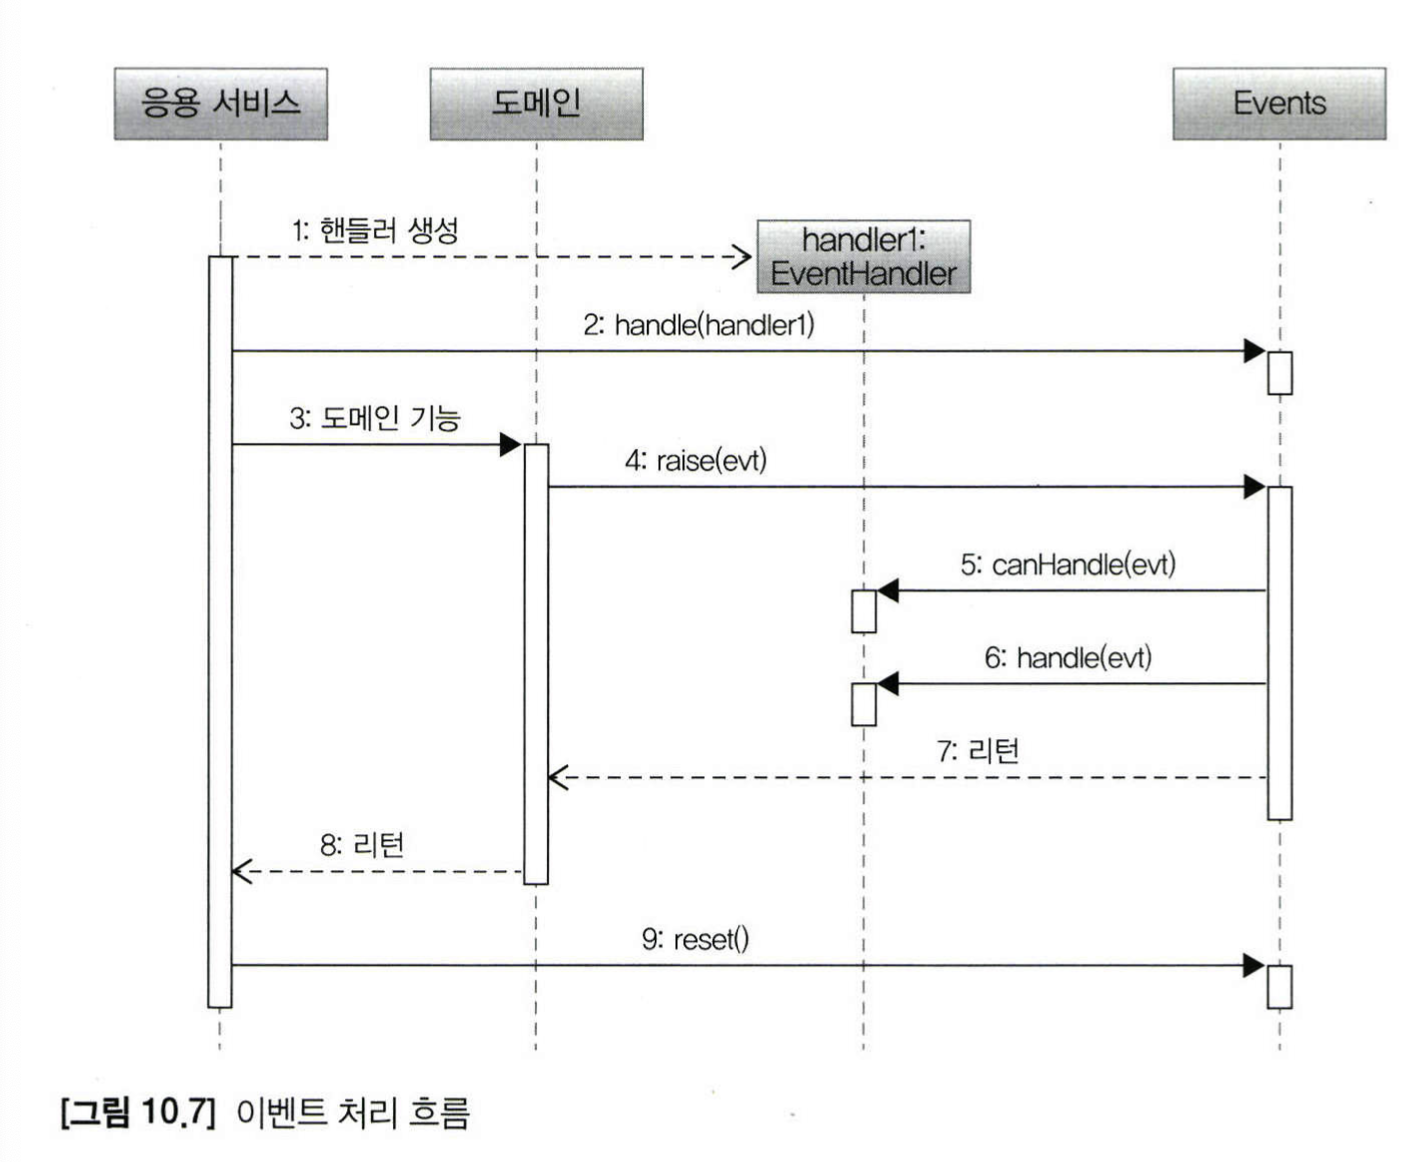 응용 서비스
도메인
Events
1: 핸들러 생성
handler1:
EventHandler
2: handle(handler1)
3: 도메인 기능
4: raise(evt)
5: canHandle(evt)
6: handle(evt)
7: 리턴
8: 리턴
9: reset()
[그림 10.7] 이벤트 처리 흐름